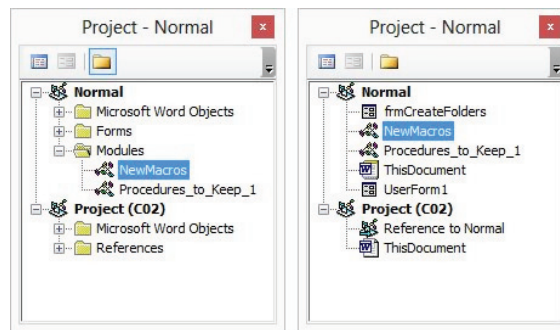 Project - Normal
x
Normal
Microsoft Word Objects
Forms
Modules
NewMacros
Procedures_to_Keep_1
Project (C02)
Microsoft Word Objects
References
Project - Normal
x
Normal
frmCreateFolders
NewMacros
Procedures_to_Keep_1
ThisDocument
UserForm1
Project (C02)
Reference to Normal
ThisDocument